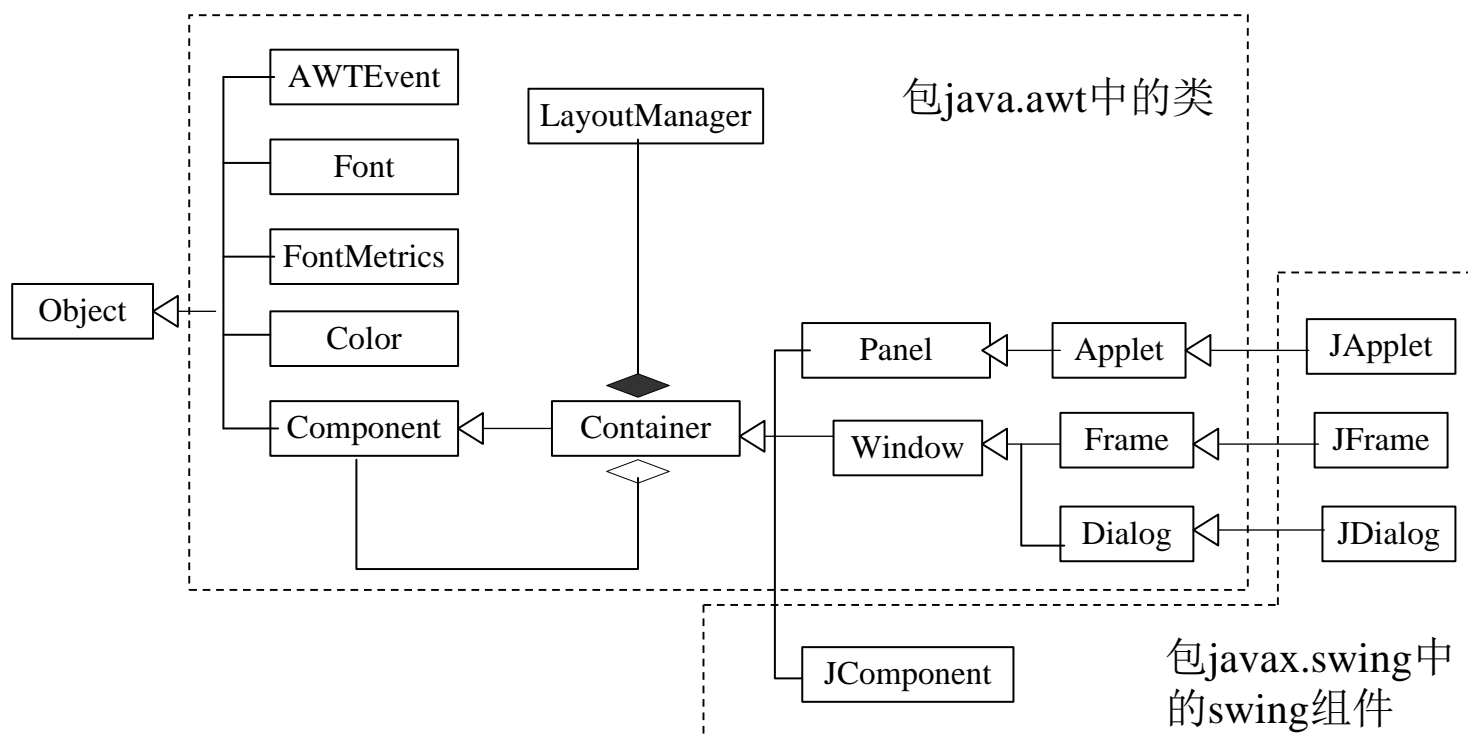 AWTEvent
LayoutManager
包java.awt中的类
Font
FontMetrics
Object
Color
Panel
Applet
JApplet
Component
Container
Window
Frame
JFrame
Dialog
JDialog
JComponent
包javax.swing中
的swing组件